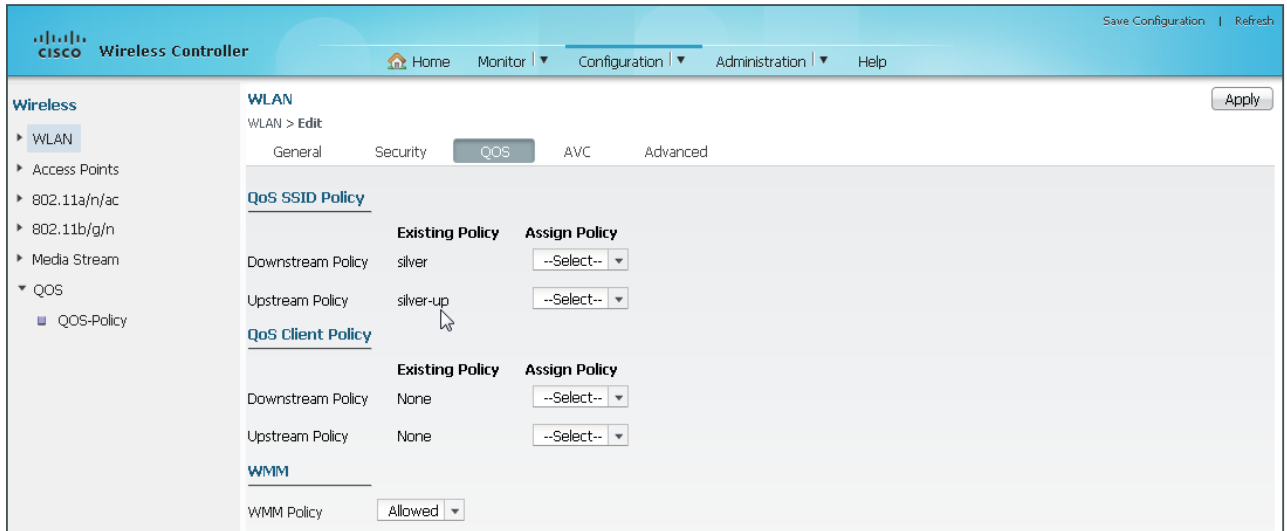 Save Configuration | Refresh
CISCO Wireless Controller
Home Monitor Configuration Administration Help
Wireless
WLAN
Access Points
802.11a/n/ac
802.11b/g/n
Media Stream
QOS
QOS-Policy
WLAN
Apply
WLAN > Edit
General Security QOS AVC Advanced
QoS SSID Policy
Existing Policy Assign Policy
Downstream Policy silver --Select--
Upstream Policy silver-up --Select--
QoS Client Policy
Existing Policy Assign Policy
Downstream Policy None --Select--
Upstream Policy None --Select--
WMM
WMM Policy Allowed